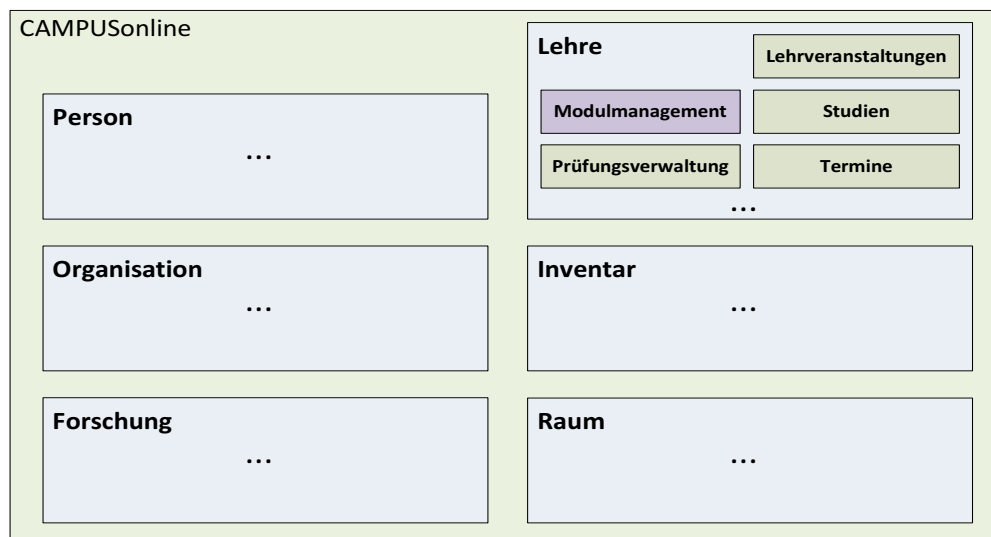 CAMPUSonline
Lehre
Lehrveranstaltungen
Modulmanagement
Studien
Prüfungsverwaltung
Termine
...
Person
...
Organisation
...
Inventar
...
Forschung
...
Raum
...